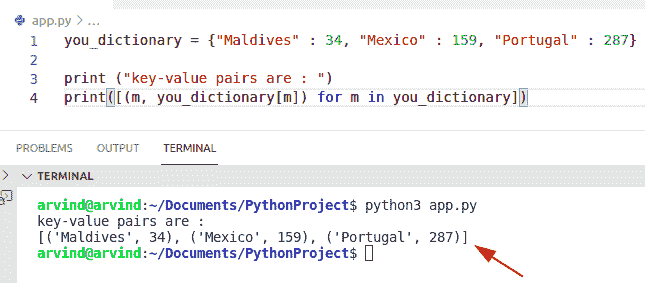 app.py > ...
1 you_dictionary = {"Maldives" : 34, "Mexico" : 159, "Portugal" : 287}
2
3 print ("key-value pairs are : ")
4 print([(m, you_dictionary[m]) for m in you_dictionary])
PROBLEMS OUTPUT TERMINAL
TERMINAL
arvind@arvind:~/Documents/PythonProject$ python3 app.py
key-value pairs are :
[('Maldives', 34), ('Mexico', 159), ('Portugal', 287)]
arvind@arvind:~/Documents/PythonProject$